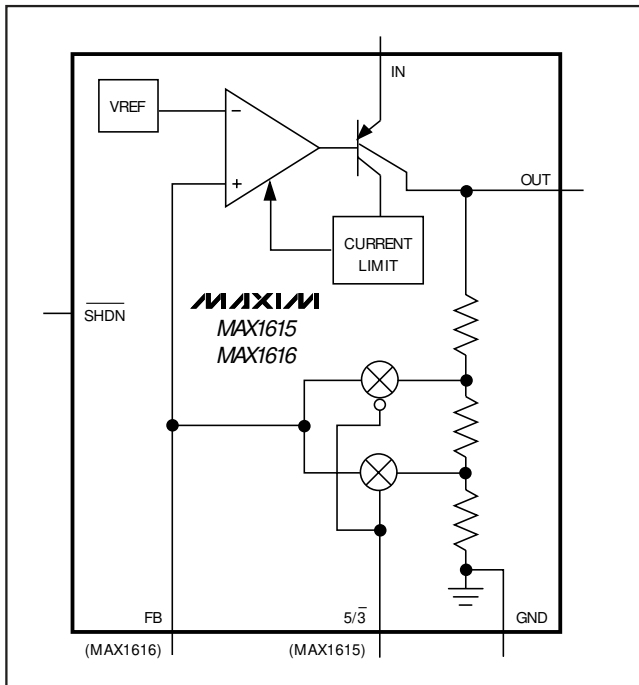 IN
VREF
−
+
OUT
CURRENT
LIMIT
SHDN
MAXIM
MAX1615
MAX1616
FB
5/3
GND
(MAX1616)
(MAX1615)